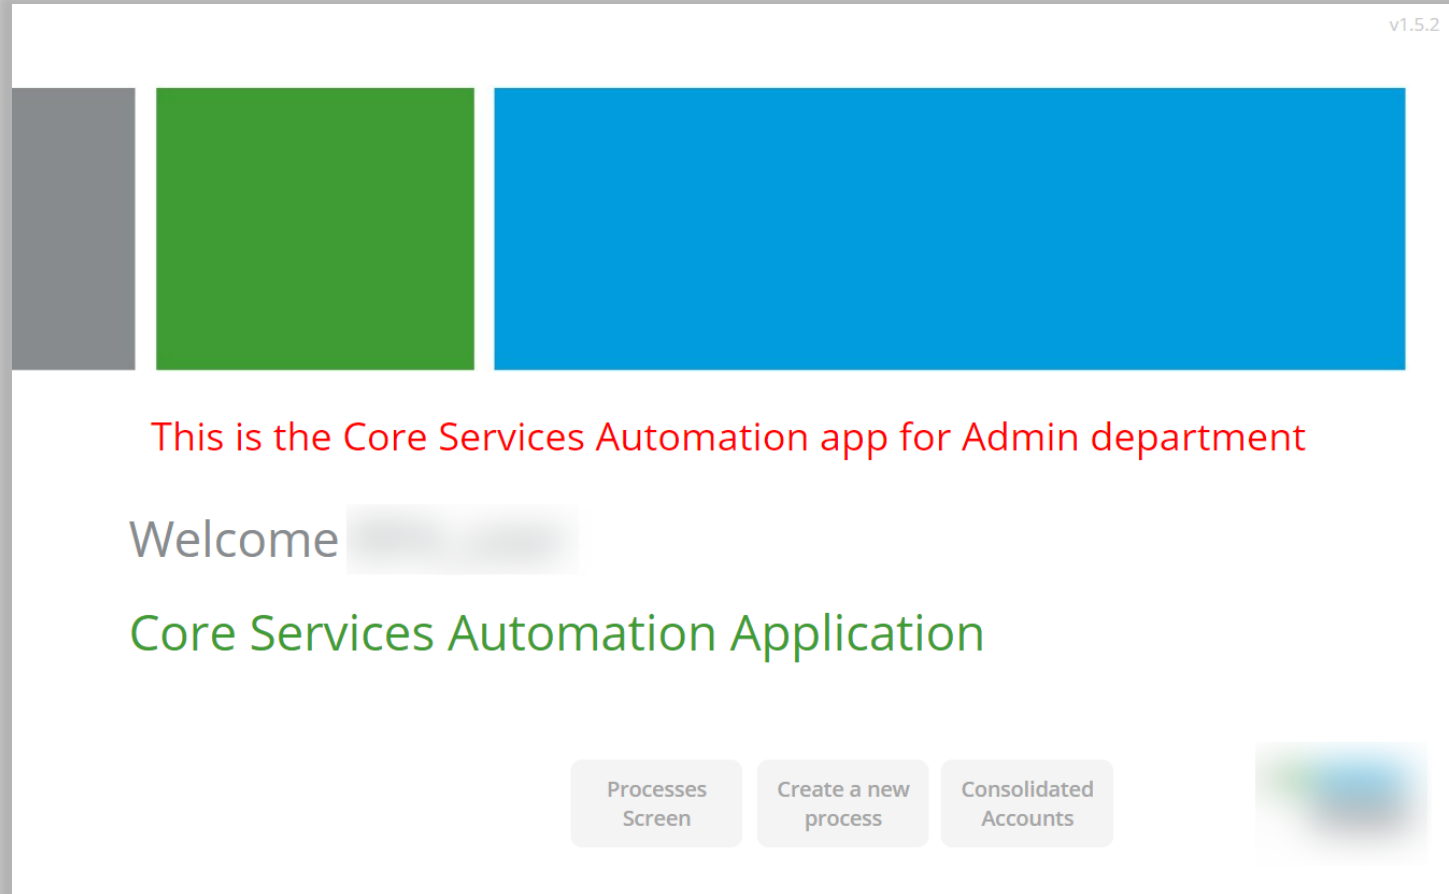 v1.5.2
This is the Core Services Automation app for Admin department
Welcome
Core Services Automation Application
Processes
Screen
Create a new
process
Consolidated
Accounts